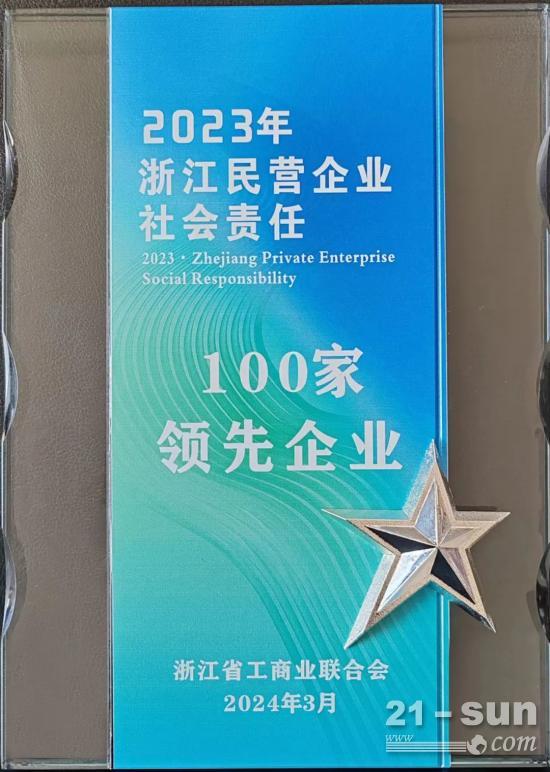 2023年
浙江民营企业
社会责任
2023 · Zhejiang Private Enterprise
Social Responsibility
100家
领先企业
浙江省工商业联合会
2024年3月
21-sun
www .com